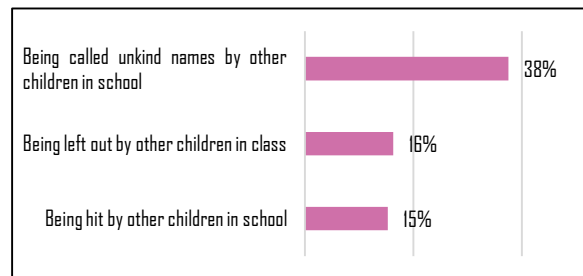 Being called unkind names by other
children in school
38%
Being left out by other children in class
16%
Being hit by other children in school
15%